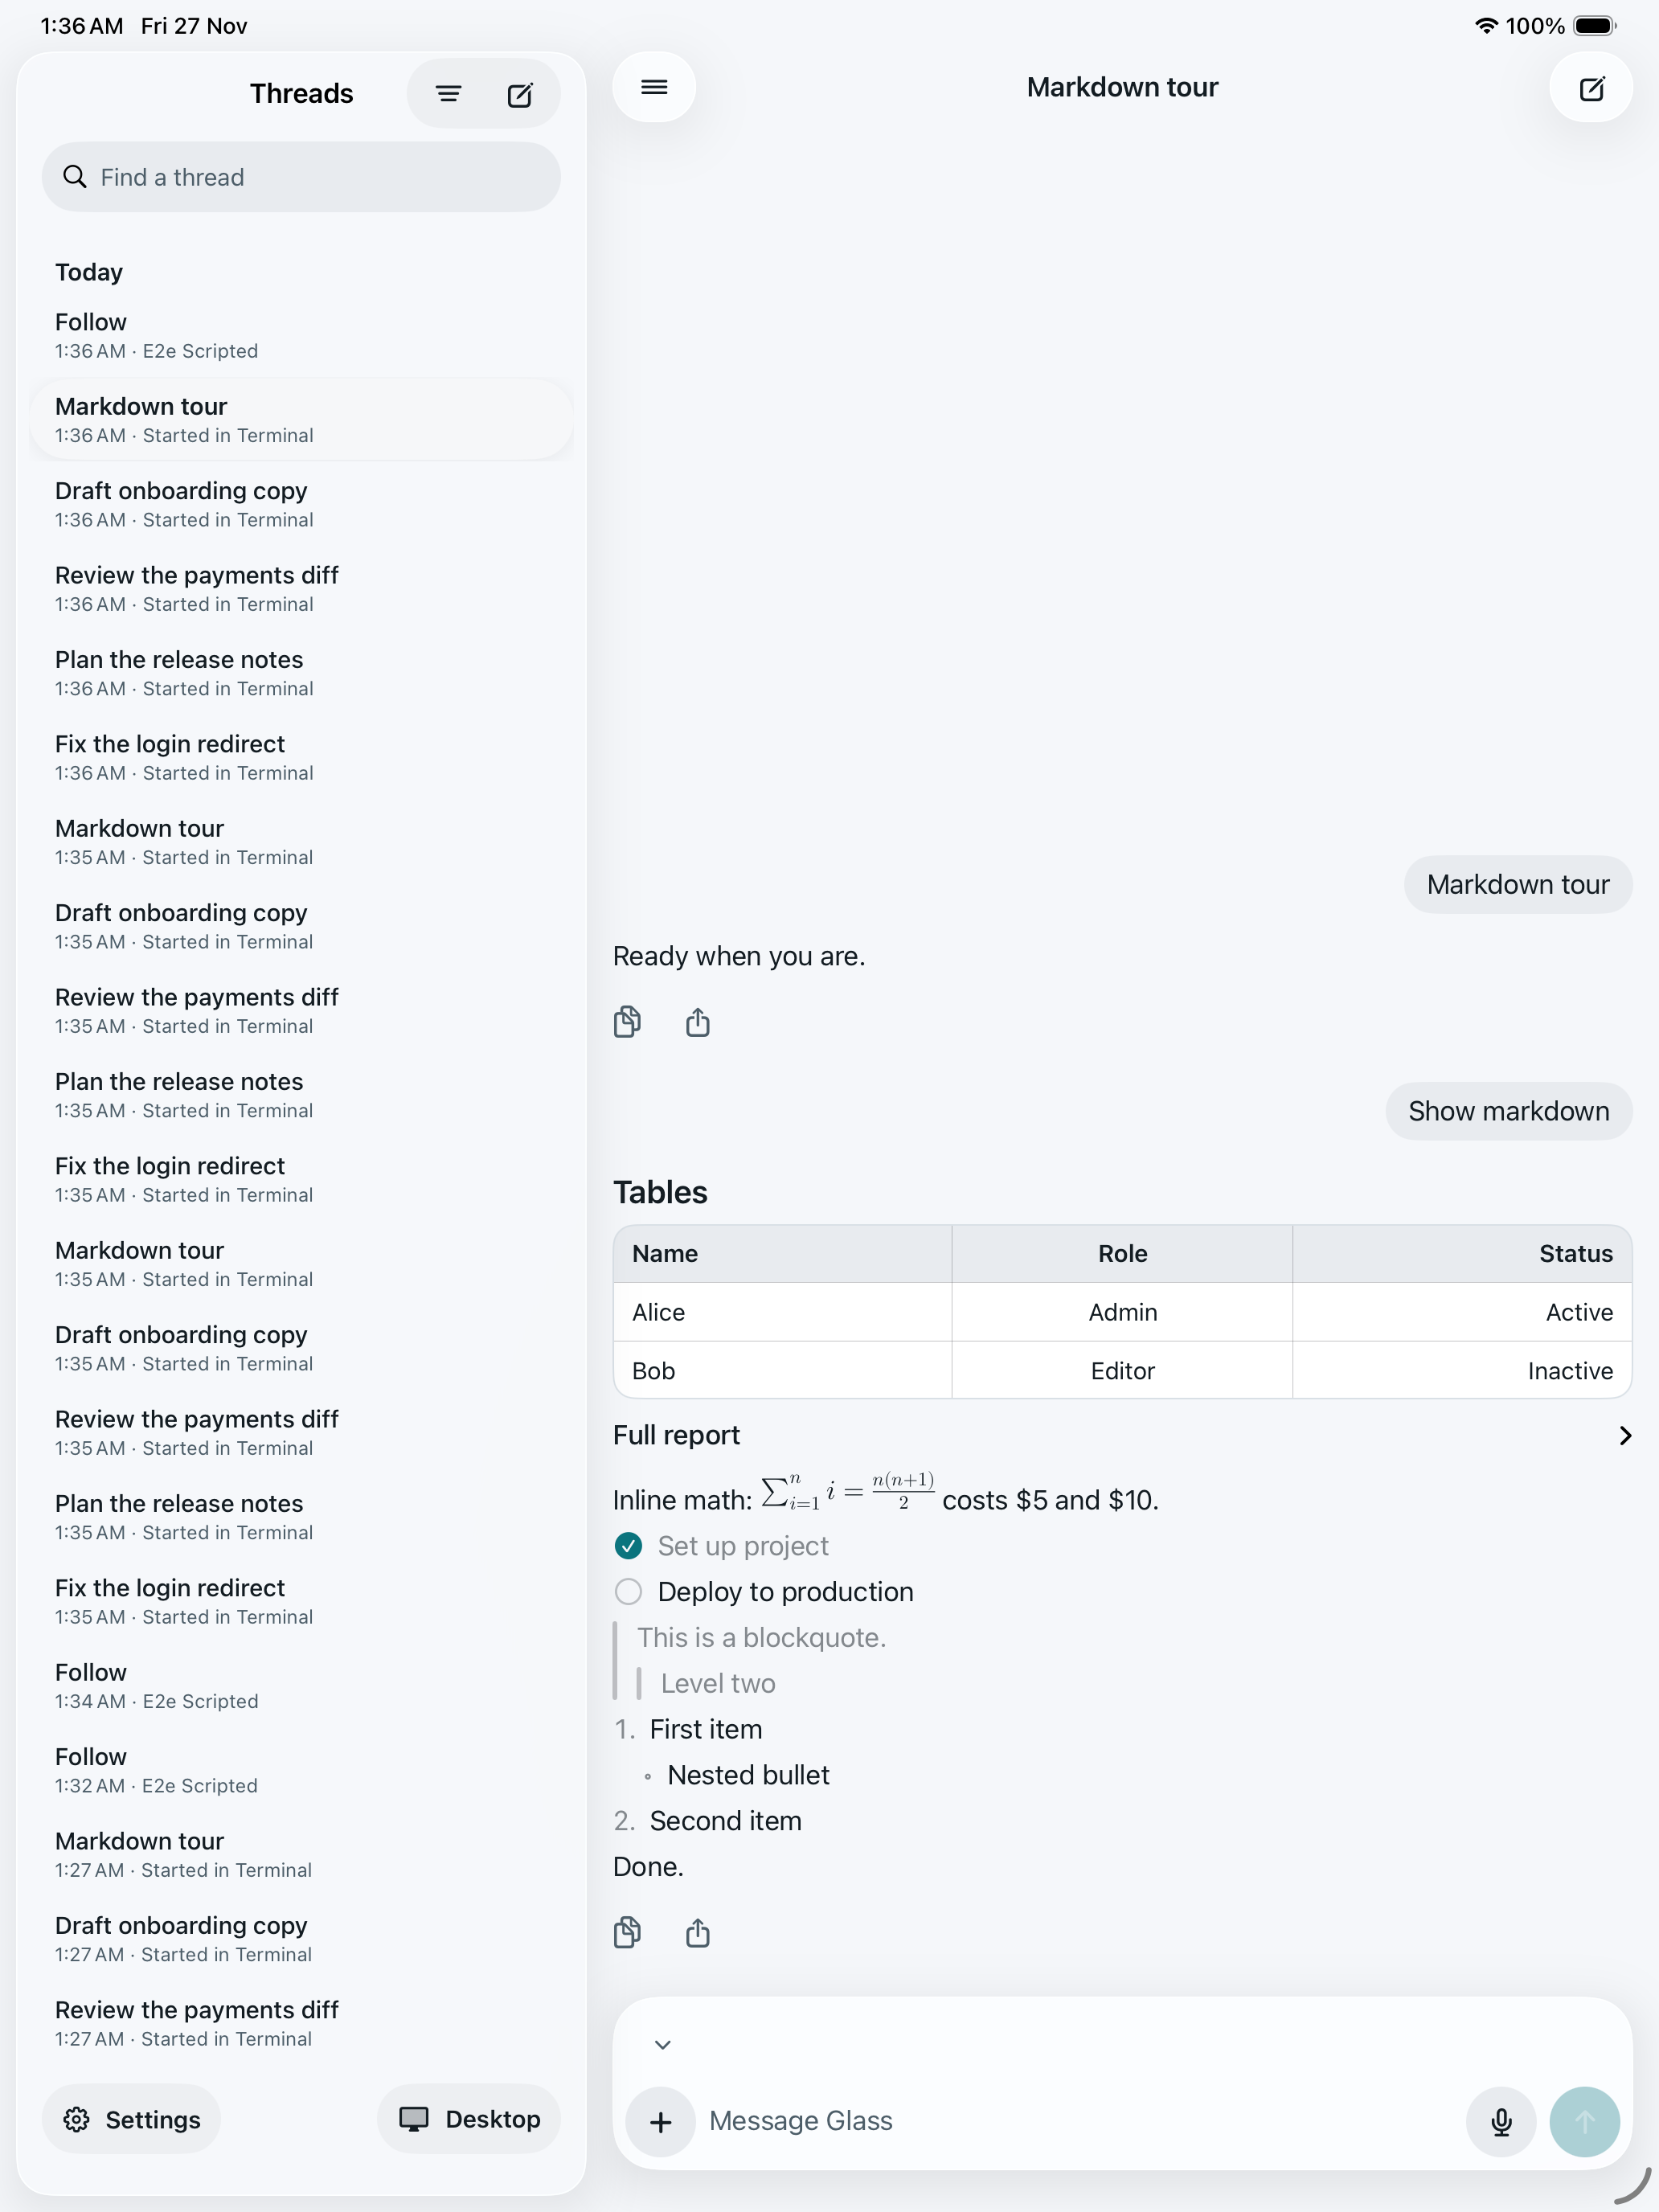 1:36 AM Fri 27 Nov
100%
Threads
Find a thread
Today
Follow
1:36 AM · E2e Scripted
Markdown tour
1:36 AM · Started in Terminal
Draft onboarding copy
1:36 AM · Started in Terminal
Review the payments diff
1:36 AM · Started in Terminal
Plan the release notes
1:36 AM · Started in Terminal
Fix the login redirect
1:36 AM · Started in Terminal
Markdown tour
1:35 AM · Started in Terminal
Draft onboarding copy
1:35 AM · Started in Terminal
Review the payments diff
1:35 AM · Started in Terminal
Plan the release notes
1:35 AM · Started in Terminal
Fix the login redirect
1:35 AM · Started in Terminal
Markdown tour
1:35 AM · Started in Terminal
Draft onboarding copy
1:35 AM · Started in Terminal
Review the payments diff
1:35 AM · Started in Terminal
Plan the release notes
1:35 AM · Started in Terminal
Fix the login redirect
1:35 AM · Started in Terminal
Follow
1:34 AM · E2e Scripted
Follow
1:32 AM · E2e Scripted
Markdown tour
1:27 AM · Started in Terminal
Draft onboarding copy
1:27 AM · Started in Terminal
Review the payments diff
1:27 AM · Started in Terminal
Settings
Desktop
Markdown tour
Markdown tour
Ready when you are.
Show markdown
Tables
Name Role Status
Alice Admin Active
Bob Editor Inactive
Full report
Inline math: ∑_{i=1}^{n} i = n(n+1)/2 costs $5 and $10.
Set up project
Deploy to production
This is a blockquote.
Level two
1. First item
◦ Nested bullet
2. Second item
Done.
Message Glass